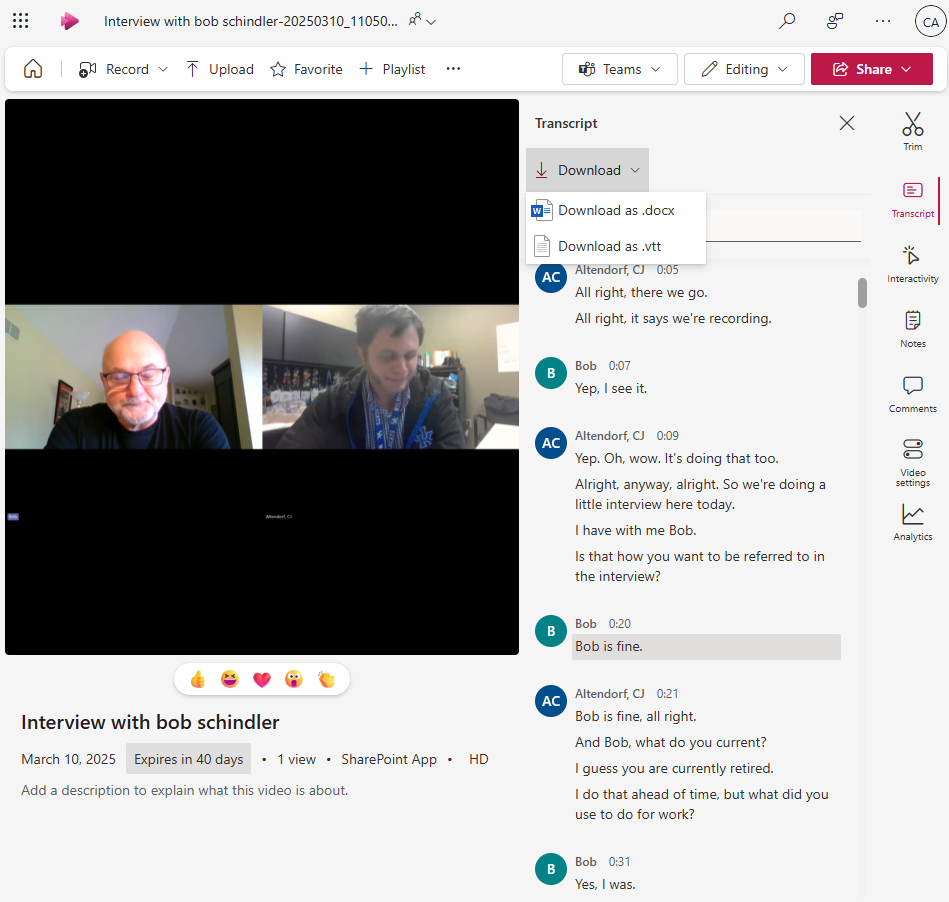 Interview with bob schindler-20250310_11050...
CA
Record
Upload
Favorite
Playlist
Teams
Editing
Share
Transcript
Download
Download as .docx
Download as .vtt
AC
Altendorf, CJ 0:05
All right, there we go.
All right, it says we're recording.
B
Bob 0:07
Yep, I see it.
AC
Altendorf, CJ 0:09
Yep. Oh, wow. It's doing that too.
Alright, anyway, alright. So we're doing a
little interview here today.
I have with me Bob.
Is that how you want to be referred to in
the interview?
B
Bob 0:20
Bob is fine.
AC
Altendorf, CJ 0:21
Bob is fine, all right.
And Bob, what do you current?
I guess you are currently retired.
I do that ahead of time, but what did you
use to do for work?
B
Bob 0:31
Yes, I was.
Trim
Transcript
Interactivity
Notes
Comments
Video
settings
Analytics
Bob
Altendorf, CJ
Interview with bob schindler
March 10, 2025 Expires in 40 days • 1 view • SharePoint App • HD
Add a description to explain what this video is about.